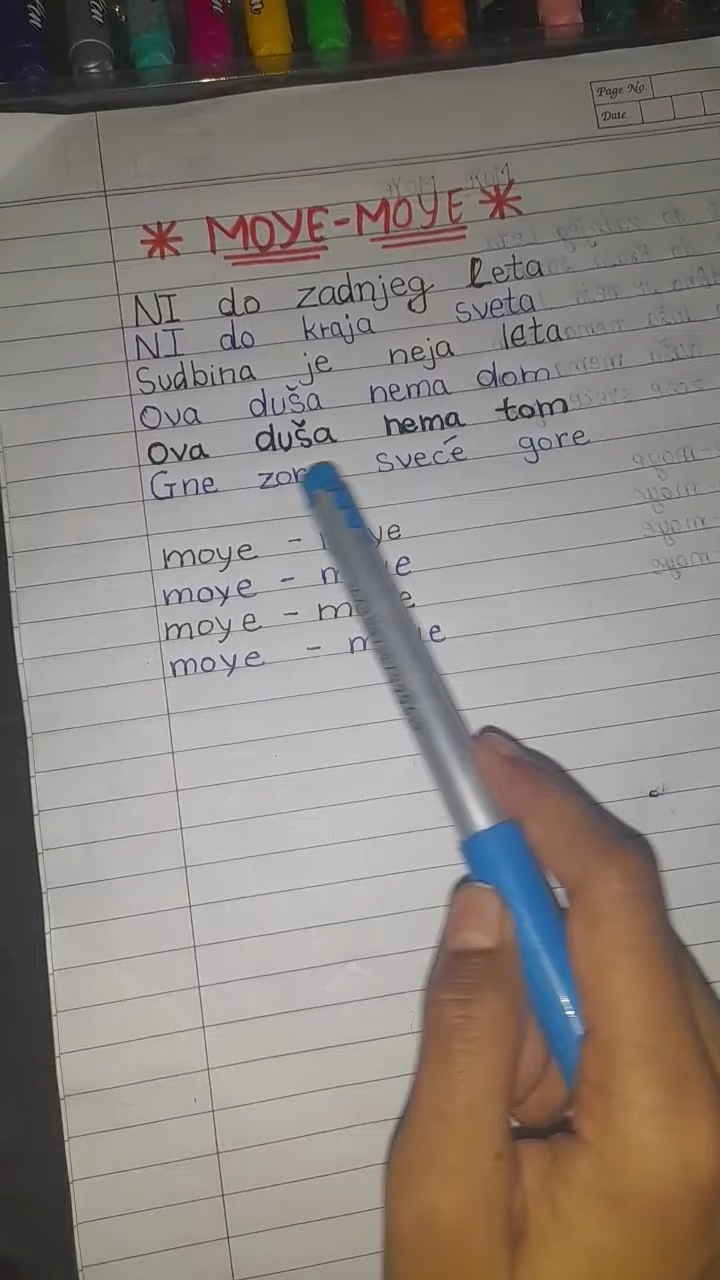 Page No.
Date
* MOYE-MOYE *
NI do zadnjeg leta
NI do kraja sveta
Sudbina je neja leta
Ova duša nema dom
Ova duša nema tom
Gne svecé gore
moye -
moye -
moye -
moye -